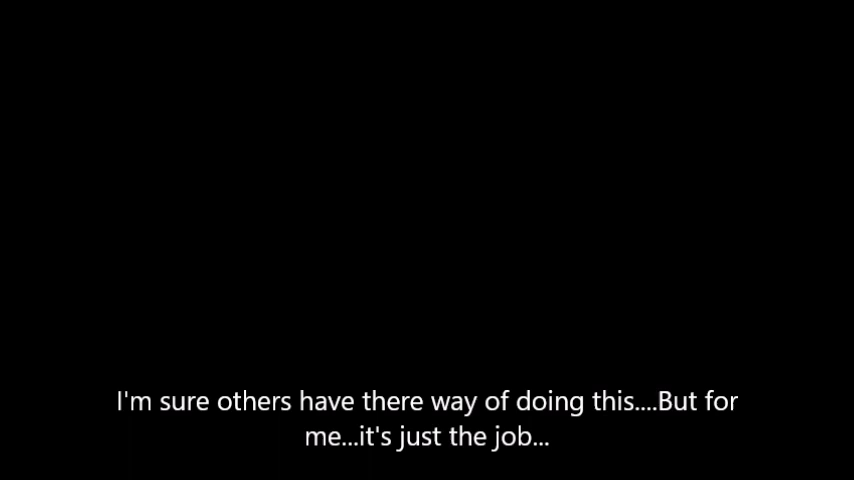 I'm sure others have there way of doing this....But for
me...it's just the job...